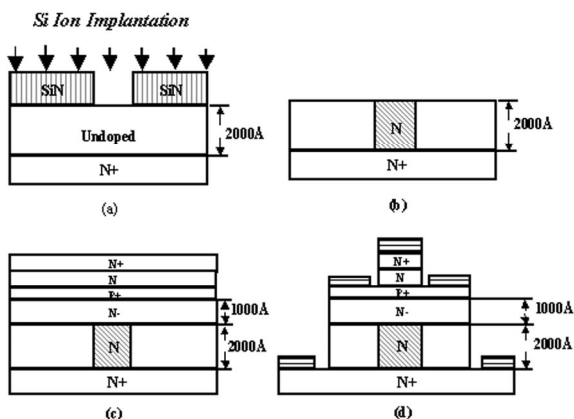 Si Ion Implantation
SiN
SiN
Undoped
2000Å
N+
(a)
N
2000Å
N+
(b)
N+
N
P+
N-
1000Å
N
2000Å
N+
(c)
N+
N
P+
N-
1000Å
N
2000Å
N+
(d)